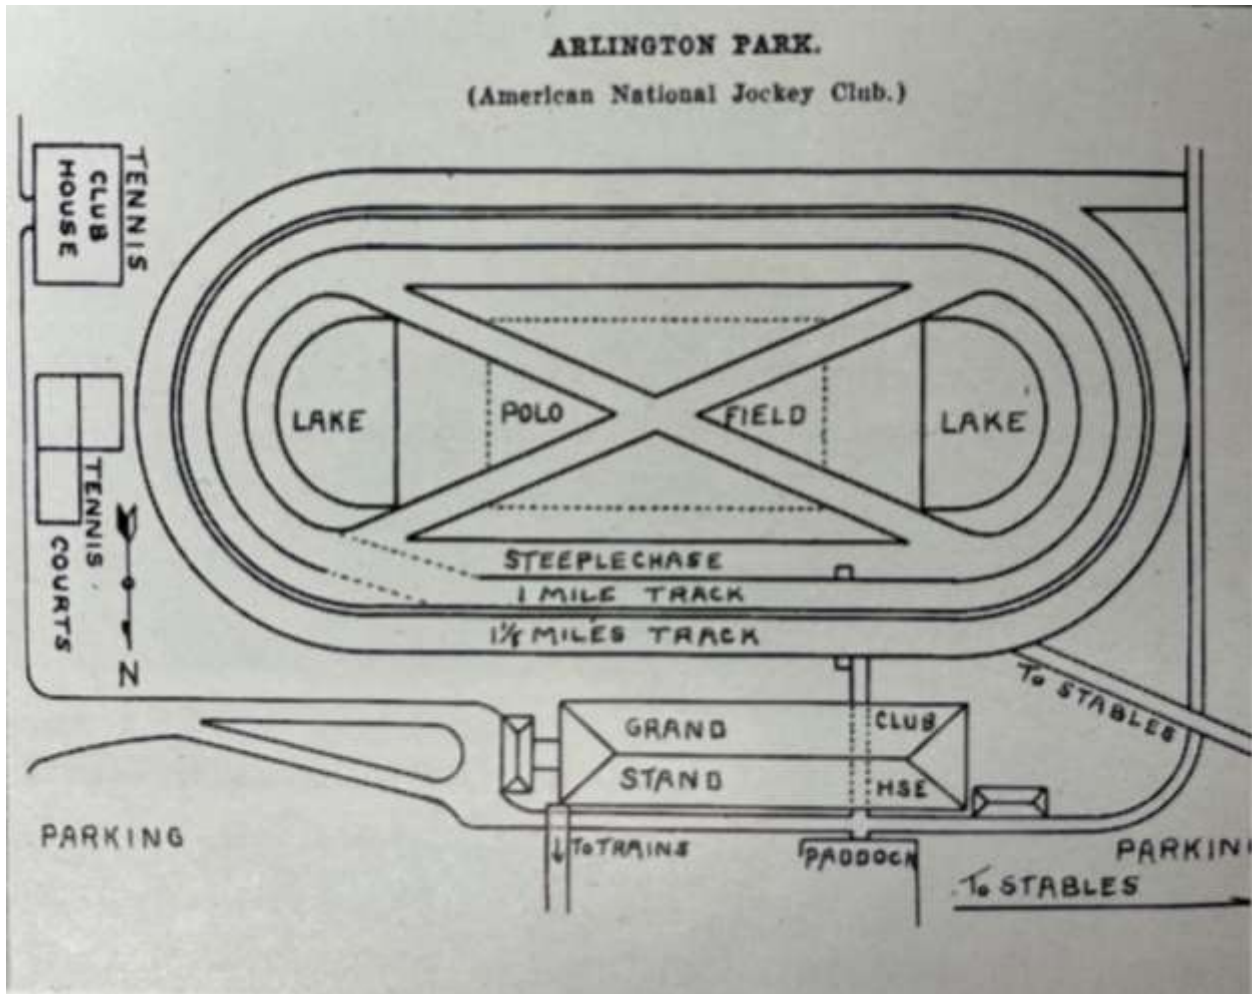 ARLINGTON PARK.
(American National Jockey Club.)
TENNIS
CLUB
HOUSE
LAKE
POLO
FIELD
LAKE
TENNIS
COURTS
N
STEEPLECHASE
1 MILE TRACK
1⅛ MILES TRACK
To STABLES
GRAND
STAND
CLUB
HSE
PARKING
To TRAINS
PADDOCK
PARKIN
To STABLES